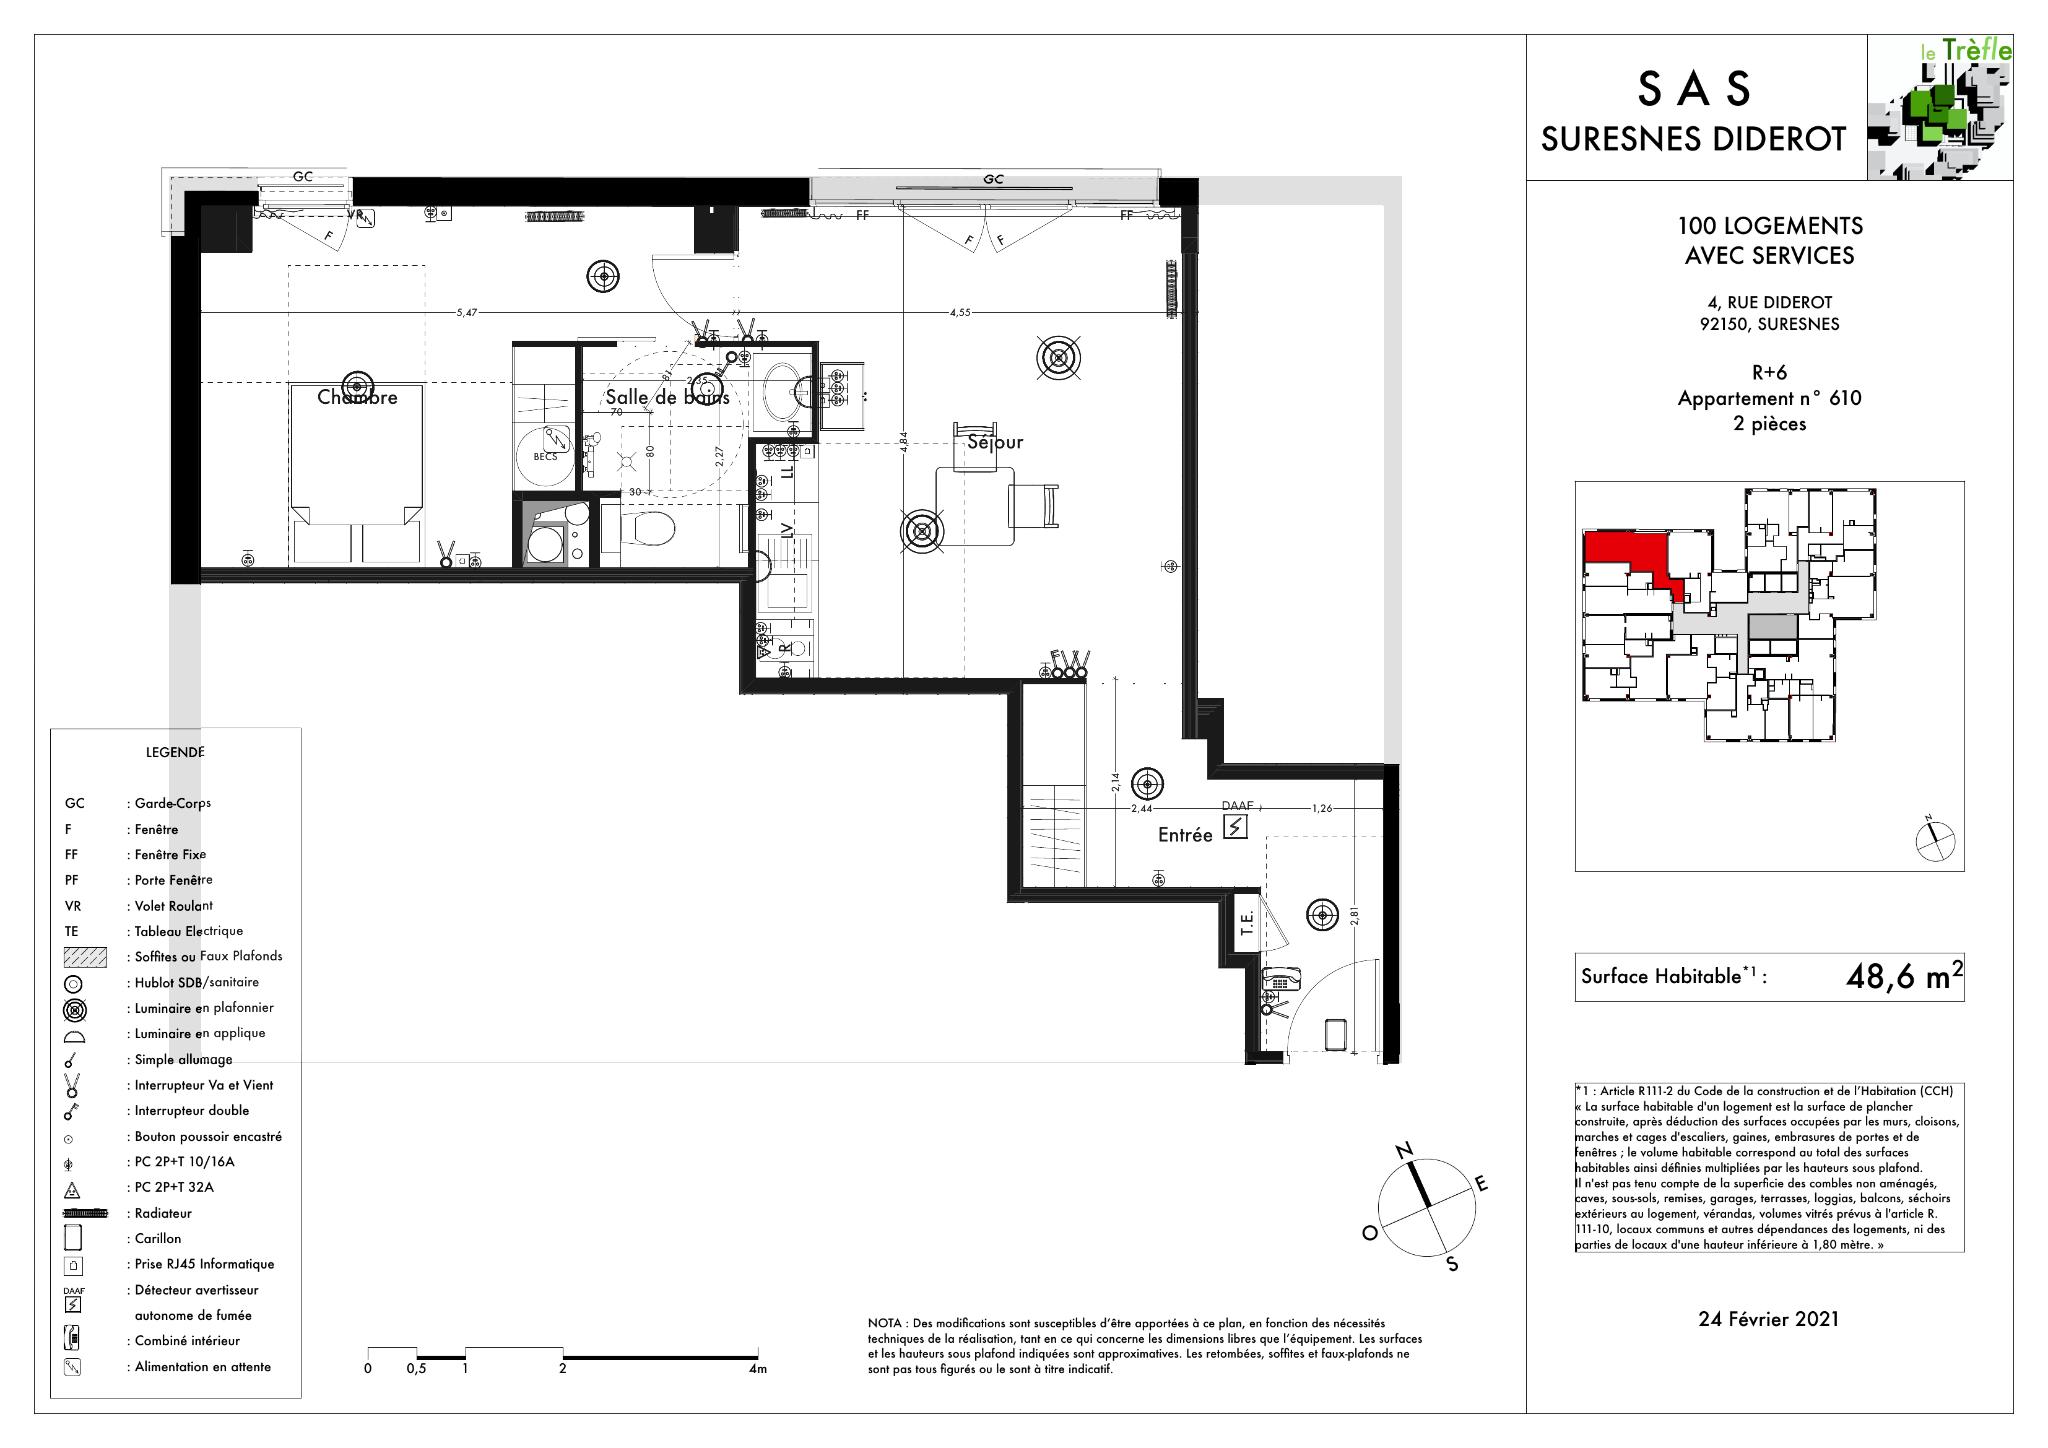 le Trèfle
S A S
SURESNES DIDEROT
100 LOGEMENTS
AVEC SERVICES
4, RUE DIDEROT
92150, SURESNES
R+6
Appartement n° 610
2 pièces
N
Surface Habitable*1 :
48,6 m2
*1 : Article R111-2 du Code de la construction et de l'Habitation (CCH)
« La surface habitable d'un logement est la surface de plancher
construite, après déduction des surfaces occupées par les murs, cloisons,
marches et cages d'escaliers, gaines, embrasures de portes et de
fenêtres ; le volume habitable correspond au total des surfaces
habitables ainsi définies multipliées par les hauteurs sous plafond.
Il n'est pas tenu compte de la superficie des combles non aménagés,
caves, sous-sols, remises, garages, terrasses, loggias, balcons, séchoirs
extérieurs au logement, vérandas, volumes vitrés prévus à l'article R.
111-10, locaux communs et autres dépendances des logements, ni des
parties de locaux d'une hauteur inférieure à 1,80 mètre. »
24 Février 2021
GC
GC
VR
FF
FF
F
F
F
5,47
4,55
Chambre
Salle de bains
2,35
81
70
80
2,27
30
BECS
4,84
Séjour
LL
LV
R
2,14
2,44
DAAF
1,26
Entrée
T.E.
2,81
LEGENDE
GC : Garde-Corps
F : Fenêtre
FF : Fenêtre Fixe
PF : Porte Fenêtre
VR : Volet Roulant
TE : Tableau Electrique
: Soffites ou Faux Plafonds
: Hublot SDB/sanitaire
: Luminaire en plafonnier
: Luminaire en applique
: Simple allumage
: Interrupteur Va et Vient
: Interrupteur double
: Bouton poussoir encastré
: PC 2P+T 10/16A
: PC 2P+T 32A
: Radiateur
: Carillon
: Prise RJ45 Informatique
DAAF : Détecteur avertisseur
autonome de fumée
: Combiné intérieur
: Alimentation en attente
0 0,5 1 2 4m
NOTA : Des modifications sont susceptibles d'être apportées à ce plan, en fonction des nécessités
techniques de la réalisation, tant en ce qui concerne les dimensions libres que l'équipement. Les surfaces
et les hauteurs sous plafond indiquées sont approximatives. Les retombées, soffites et faux-plafonds ne
sont pas tous figurés ou le sont à titre indicatif.
N
E
O
S